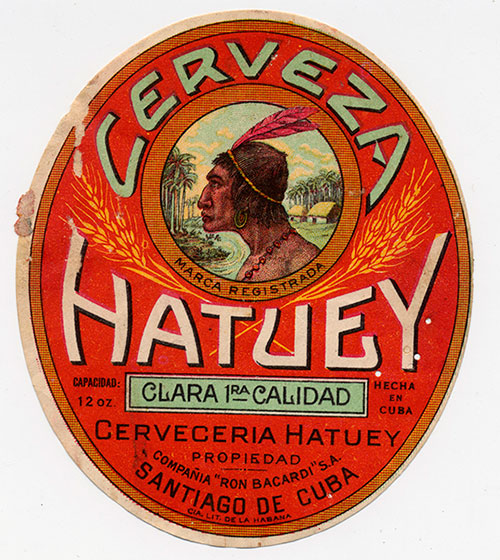 CERVEZA
MARCA REGISTRADA
HATUEY
CAPACIDAD:
12 OZ.
CLARA 1RA CALIDAD
HECHA
EN
CUBA
CERVECERIA HATUEY
PROPIEDAD
COMPAÑIA "RON BACARDI" S.A.
SANTIAGO DE CUBA
CIA. LIT. DE LA HABANA